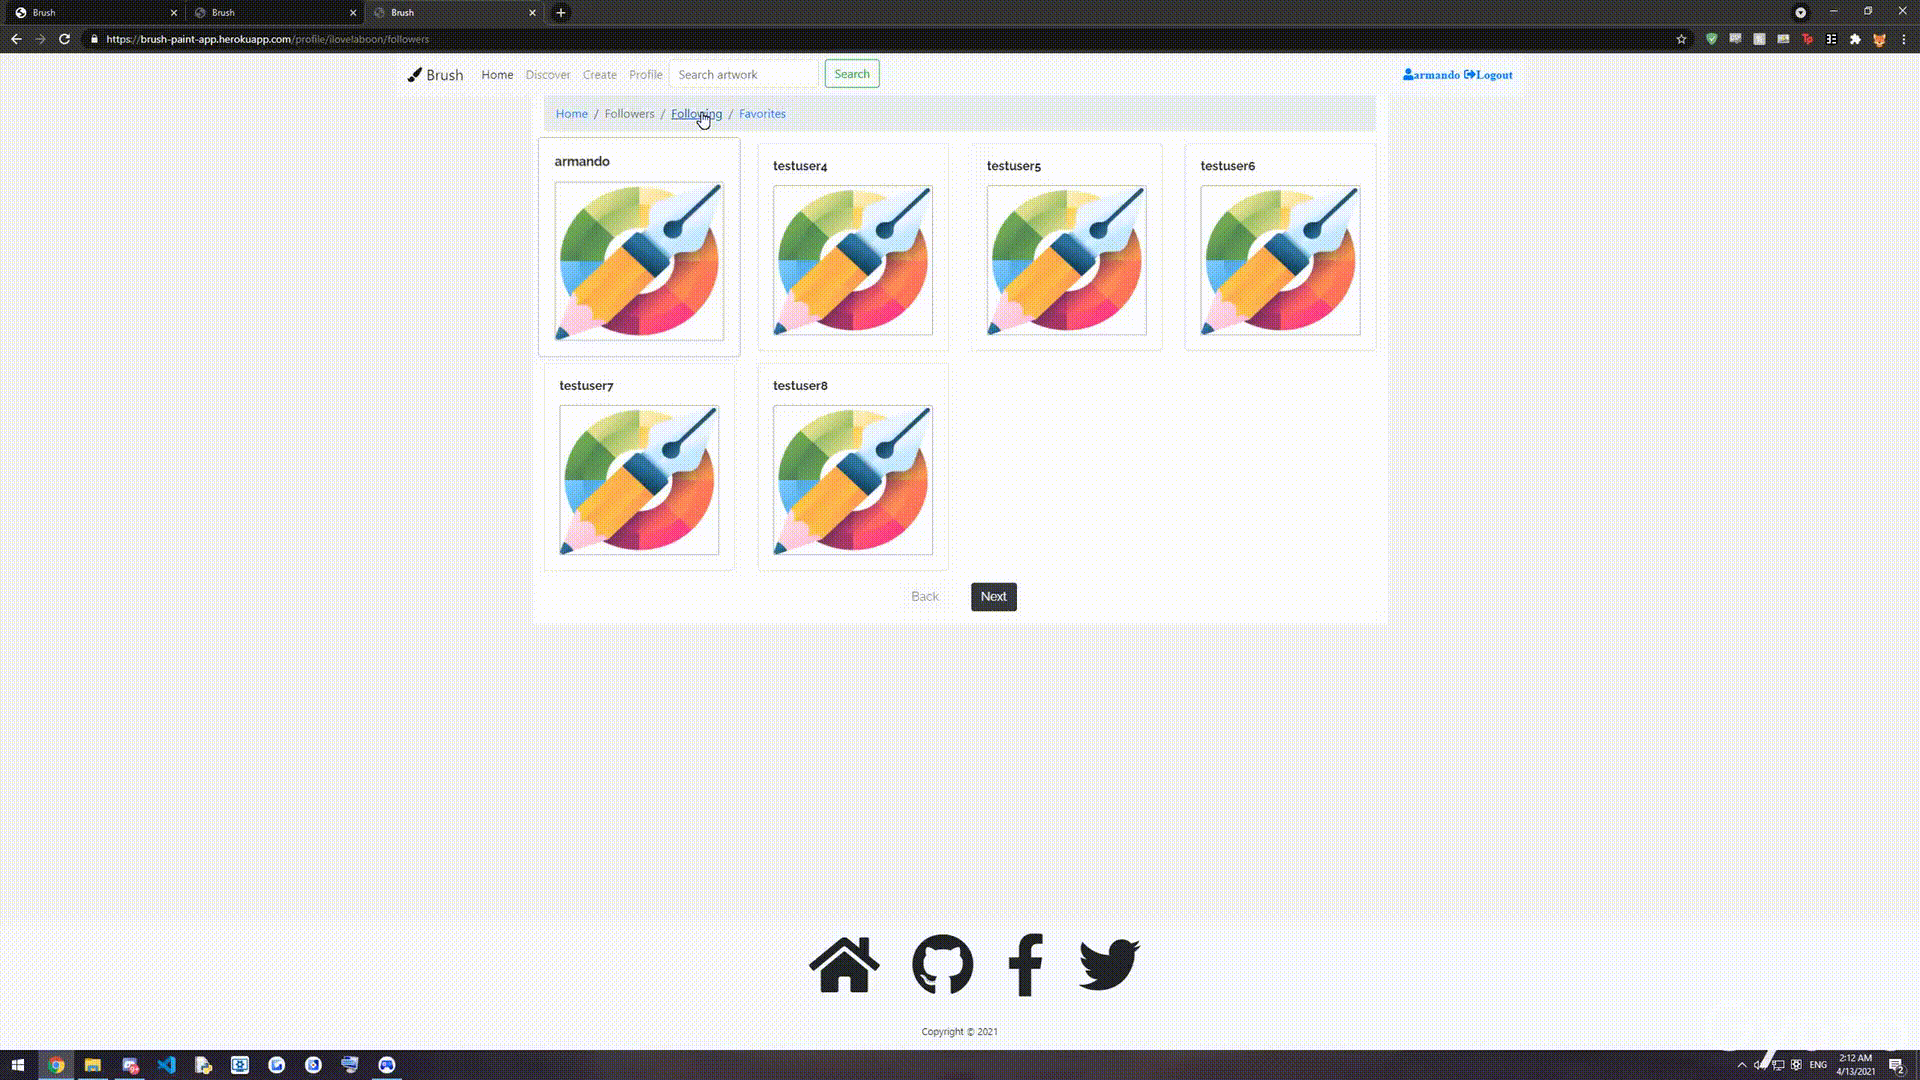 Brush
Brush
Brush
https://brush-paint-app.herokuapp.com/profile/ilovelaboon/followers
Brush Home Discover Create Profile Search artwork Search armando Logout
Home / Followers / Following / Favorites
armando
testuser4
testuser5
testuser6
testuser7
testuser8
Back Next
Copyright © 2021
ENG
2:12 AM
4/13/2021